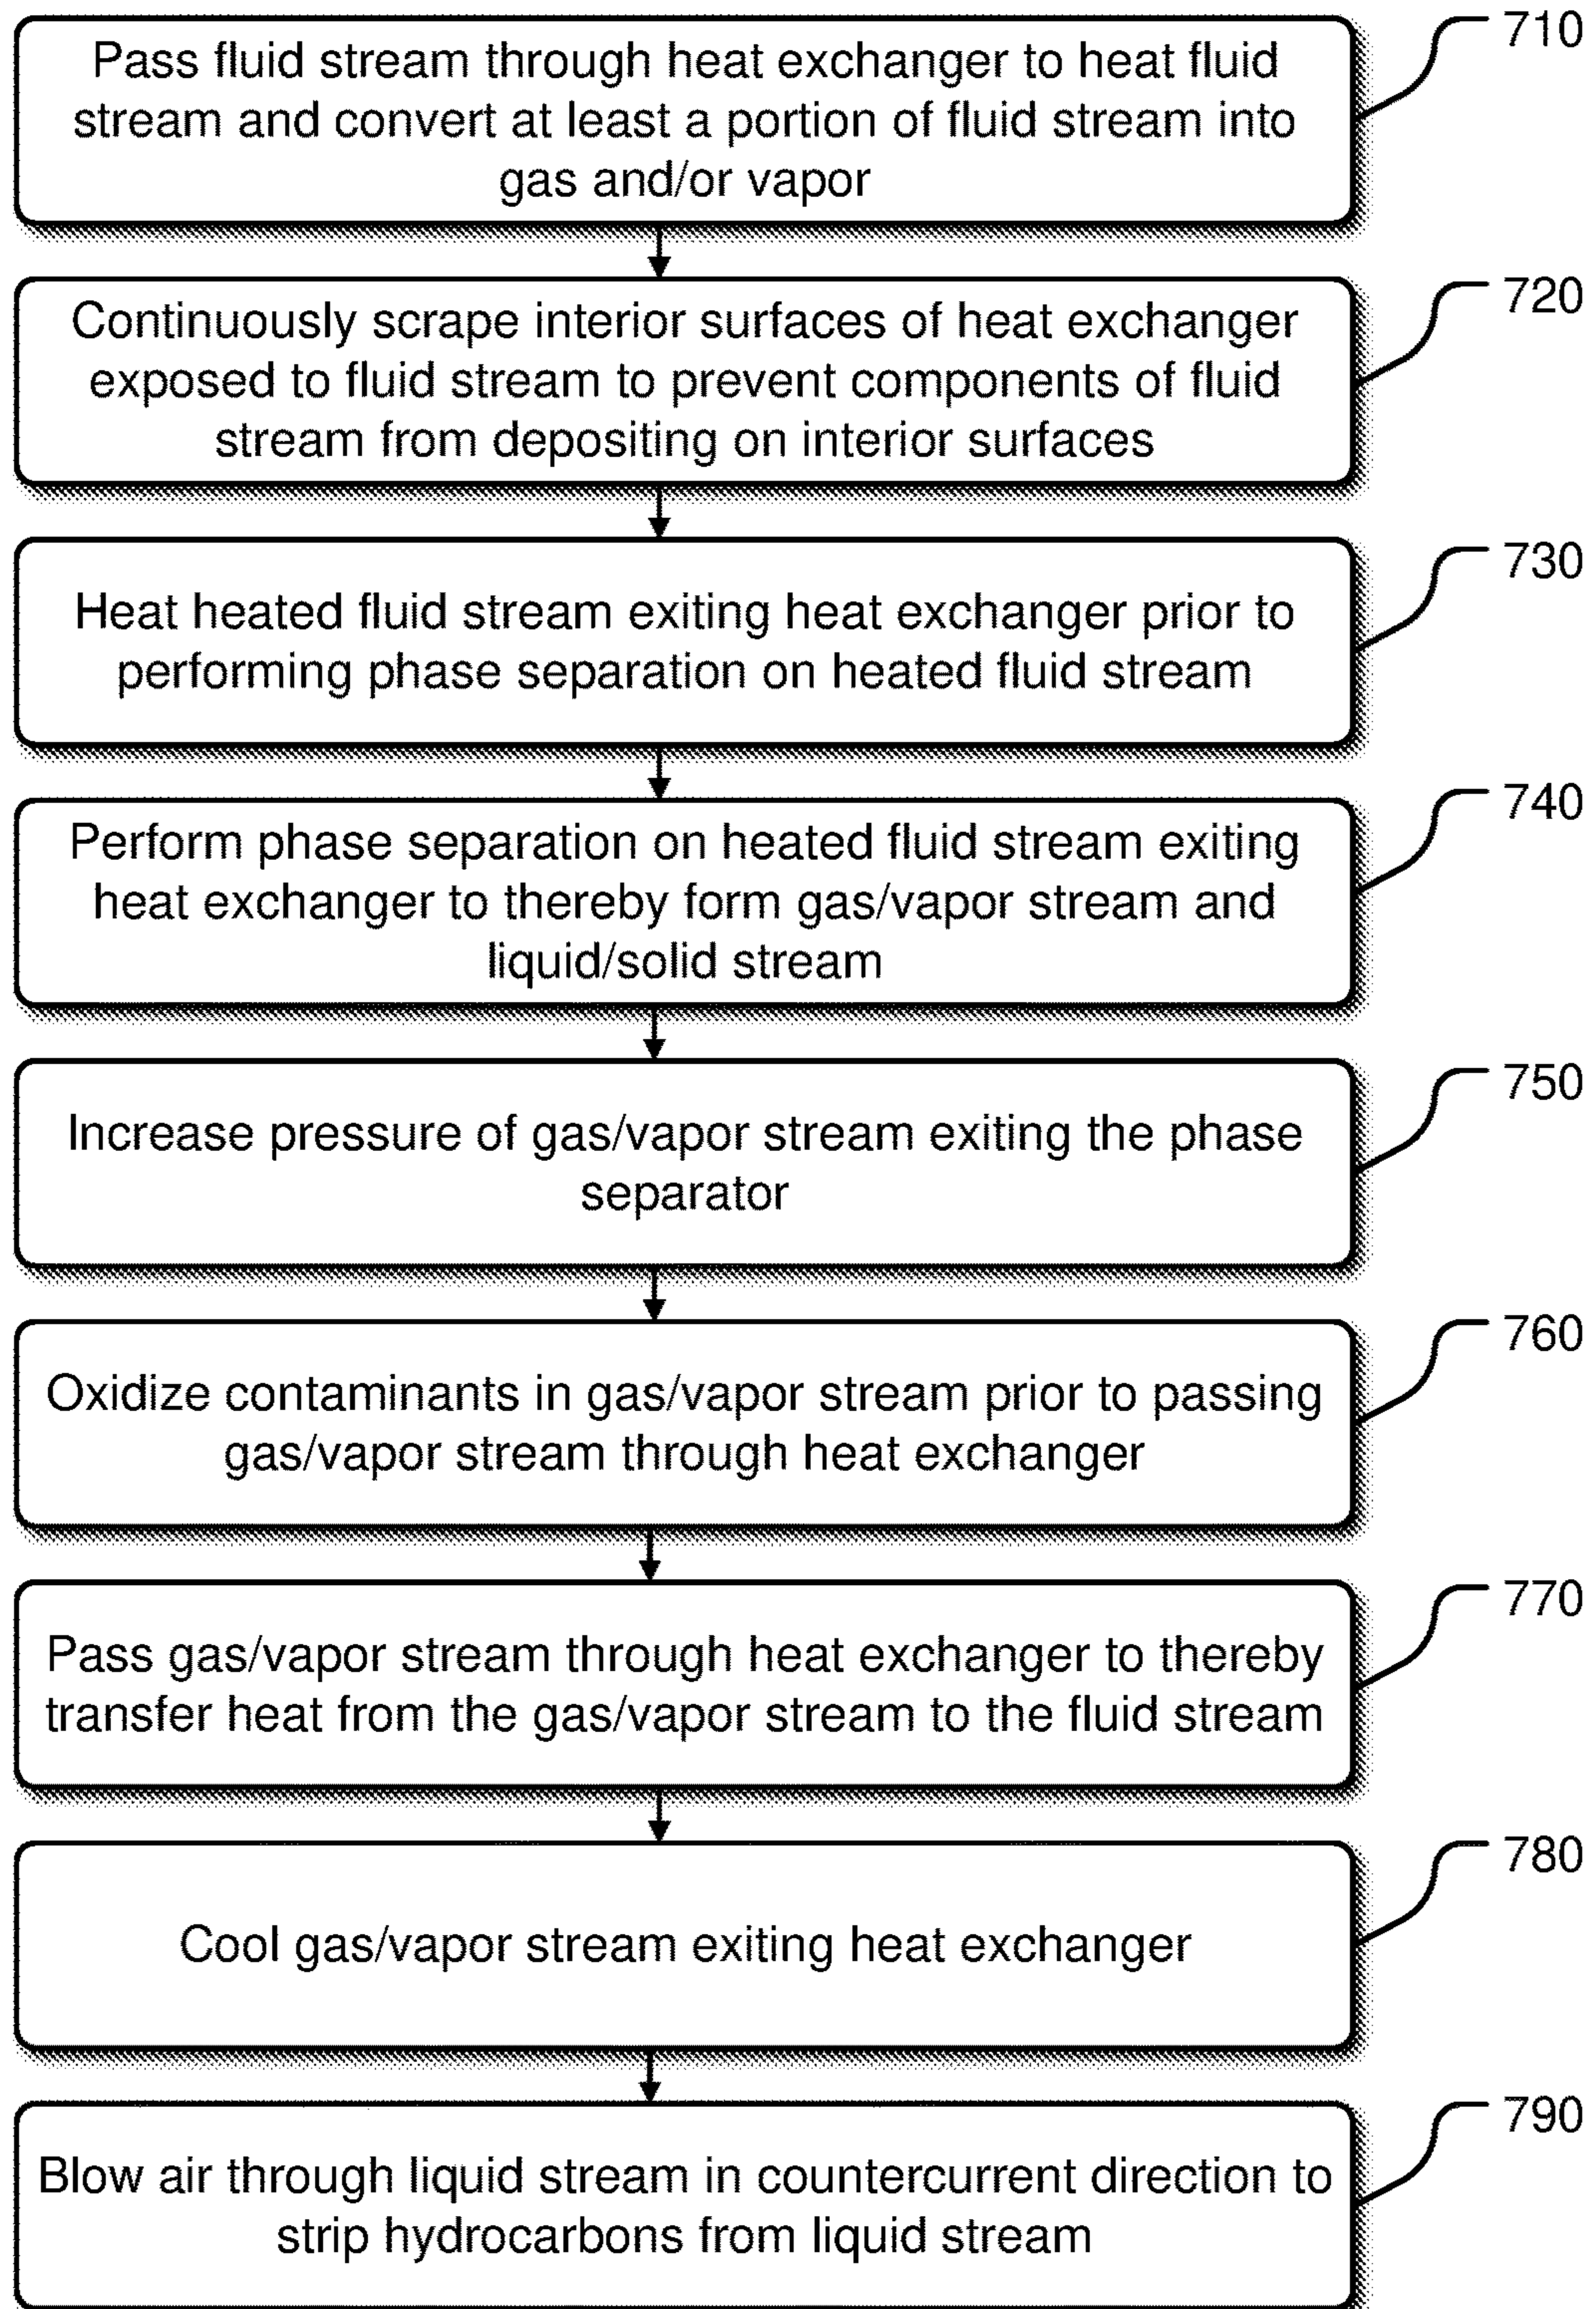 Pass fluid stream through heat exchanger to heat fluid
stream and convert at least a portion of fluid stream into
gas and/or vapor
710
Continuously scrape interior surfaces of heat exchanger
exposed to fluid stream to prevent components of fluid
stream from depositing on interior surfaces
720
Heat heated fluid stream exiting heat exchanger prior to
performing phase separation on heated fluid stream
730
Perform phase separation on heated fluid stream exiting
heat exchanger to thereby form gas/vapor stream and
liquid/solid stream
740
Increase pressure of gas/vapor stream exiting the phase
separator
750
Oxidize contaminants in gas/vapor stream prior to passing
gas/vapor stream through heat exchanger
760
Pass gas/vapor stream through heat exchanger to thereby
transfer heat from the gas/vapor stream to the fluid stream
770
Cool gas/vapor stream exiting heat exchanger
780
Blow air through liquid stream in countercurrent direction to
strip hydrocarbons from liquid stream
790